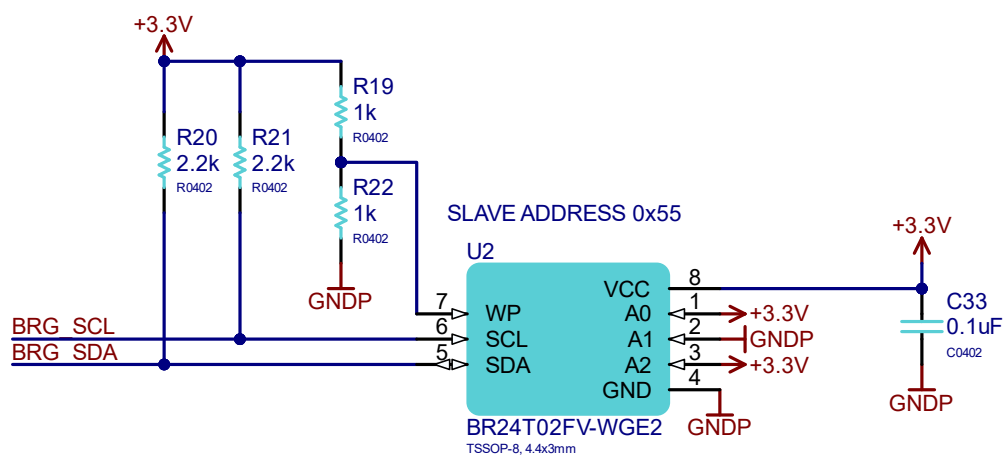 +3.3V
R19
1k
R0402
R20
2.2k
R0402
R21
2.2k
R0402
R22
1k
R0402
GNDP
SLAVE ADDRESS 0x55
U2
+3.3V
VCC 8
7 WP
A0 1 +3.3V
BRG_SCL
6 SCL
A1 2 GNDP
BRG_SDA
5 SDA
A2 3 +3.3V
GND 4
GNDP
C33
0.1uF
C0402
GNDP
BR24T02FV-WGE2
TSSOP-8, 4.4x3mm